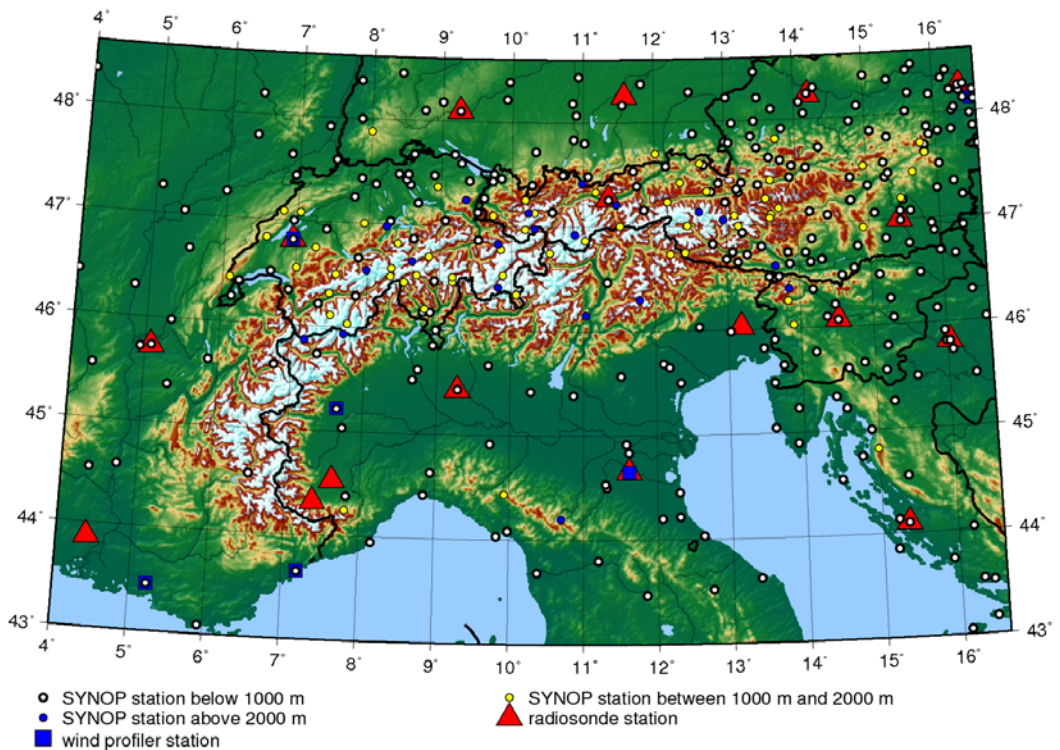 4° 5° 6° 7° 8° 9° 10° 11° 12° 13° 14° 15° 16°
48° 48°
47° 47°
46° 46°
45° 45°
44° 44°
43° 43°
4° 5° 6° 7° 8° 9° 10° 11° 12° 13° 14° 15° 16°
SYNOP station below 1000 m SYNOP station between 1000 m and 2000 m
SYNOP station above 2000 m radiosonde station
wind profiler station